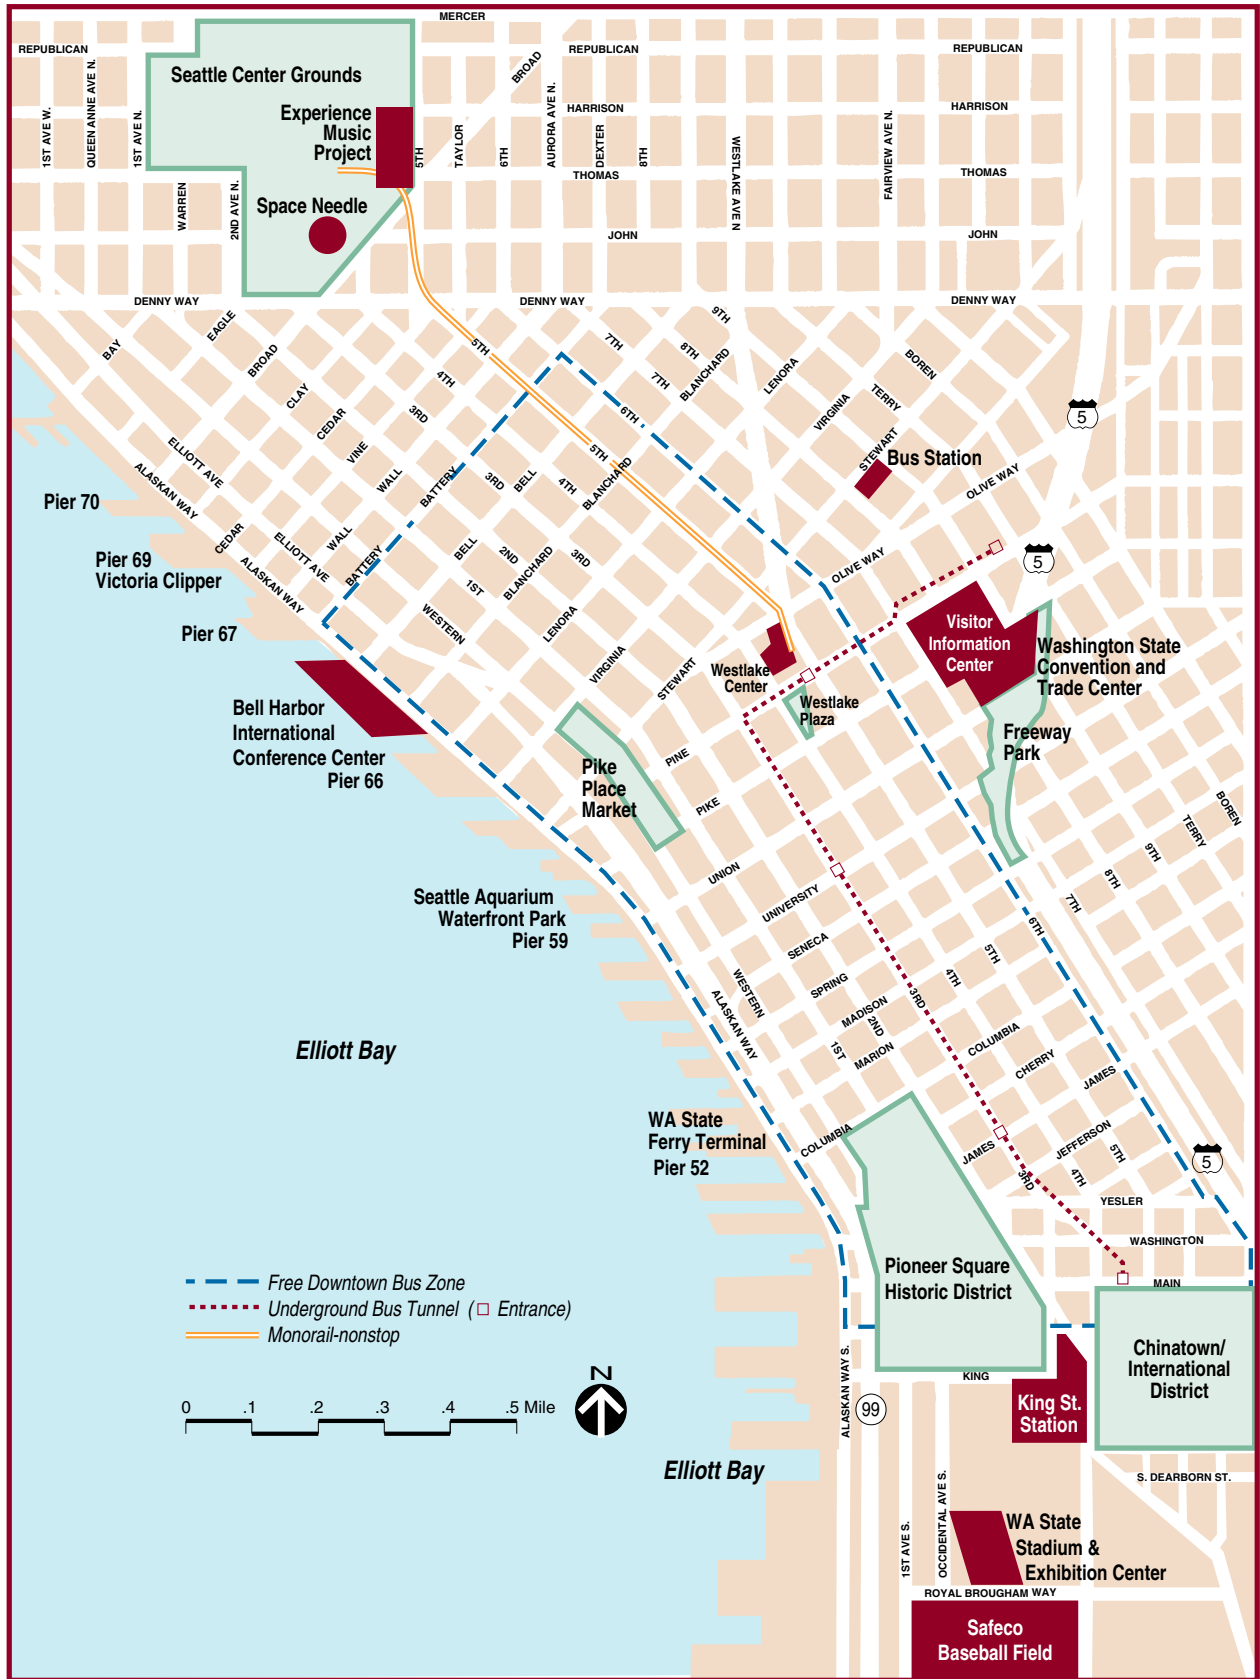 MERCER
REPUBLICAN
REPUBLICAN
REPUBLICAN
Seattle Center Grounds
BROAD
1ST AVE W.
QUEEN ANNE AVE N.
1ST AVE N.
Experience
Music
Project
5TH
TAYLOR
6TH
AURORA AVE N.
HARRISON
DEXTER
8TH
WESTLAKE AVE N
FAIRVIEW AVE N.
HARRISON
THOMAS
THOMAS
WARREN
2ND AVE N.
Space Needle
JOHN
JOHN
DENNY WAY
DENNY WAY
DENNY WAY
BAY
EAGLE
BROAD
CLAY
CEDAR
VINE
WALL
BATTERY
5TH
4TH
3RD
7TH
8TH
9TH
7TH
BLANCHARD
LENORA
VIRGINIA
BOREN
TERRY
STEWART
6TH
5TH
5
Bus Station
OLIVE WAY
ELLIOTT AVE
ALASKAN WAY
3RD
BELL
4TH
BLANCHARD
Pier 70
CEDAR
ELLIOTT AVE
WALL
BATTERY
ALASKAN WAY
Pier 69
Victoria Clipper
BELL
2ND
BLANCHARD
3RD
1ST
OLIVE WAY
5
WESTERN
LENORA
VIRGINIA
STEWART
Pier 67
Visitor
Information
Center
Washington State
Convention and
Trade Center
Westlake
Center
Westlake
Plaza
Bell Harbor
International
Conference Center
Pier 66
Freeway
Park
Pike
Place
Market
PINE
PIKE
UNION
UNIVERSITY
SENECA
SPRING
MADISON
MARION
BOREN
TERRY
9TH
8TH
7TH
6TH
5TH
4TH
3RD
2ND
1ST
Seattle Aquarium
Waterfront Park
Pier 59
WESTERN
ALASKAN WAY
Elliott Bay
COLUMBIA
CHERRY
JAMES
WA State
Ferry Terminal
Pier 52
COLUMBIA
JAMES
JEFFERSON
3RD
4TH
5TH
5
YESLER
WASHINGTON
MAIN
Pioneer Square
Historic District
Free Downtown Bus Zone
Underground Bus Tunnel ( Entrance)
Monorail-nonstop
Chinatown/
International
District
N
0 .1 .2 .3 .4 .5 Mile
KING
ALASKAN WAY S.
99
King St.
Station
Elliott Bay
S. DEARBORN ST.
1ST AVE S.
OCCIDENTAL AVE S.
WA State
Stadium &
Exhibition Center
ROYAL BROUGHAM WAY
Safeco
Baseball Field